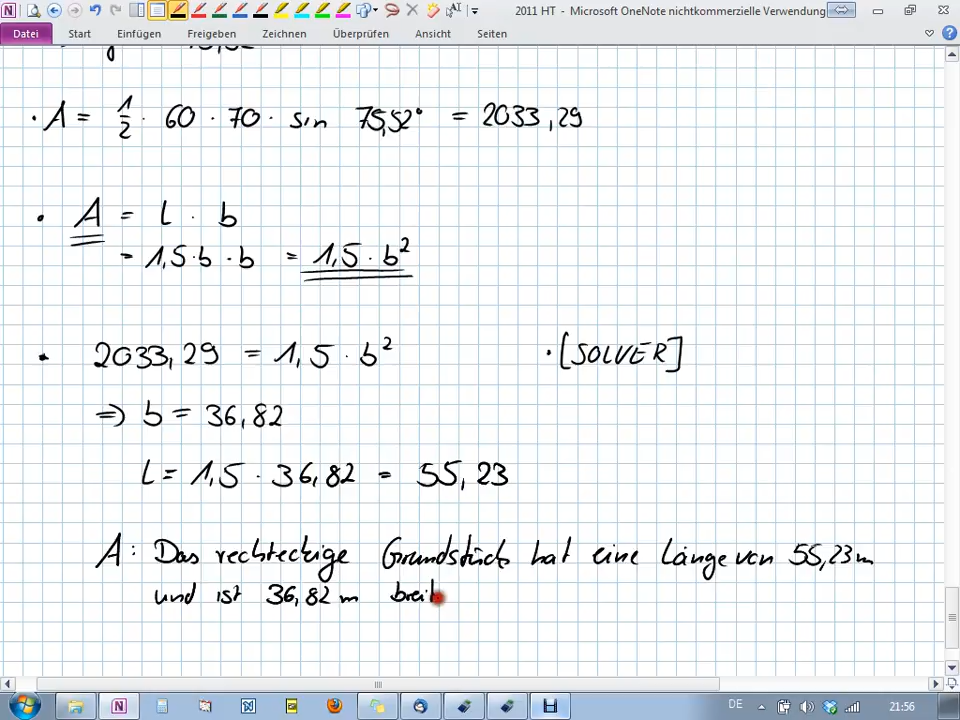 2011 HT - Microsoft OneNote nichtkommerzielle Verwendung
Datei Start Einfügen Freigeben Zeichnen Überprüfen Ansicht Seiten
· A = 1/2 · 60 · 70 · sin 75,52° = 2033,29
· A = L · b
= 1,5·b · b = 1,5 · b²
· 2033,29 = 1,5 · b² · [SOLVER]
⇒ b = 36,82
L = 1,5 · 36,82 = 55,23
A: Das rechteckige Grundstück hat eine Länge von 55,23 m
und ist 36,82 m breit
DE 21:56